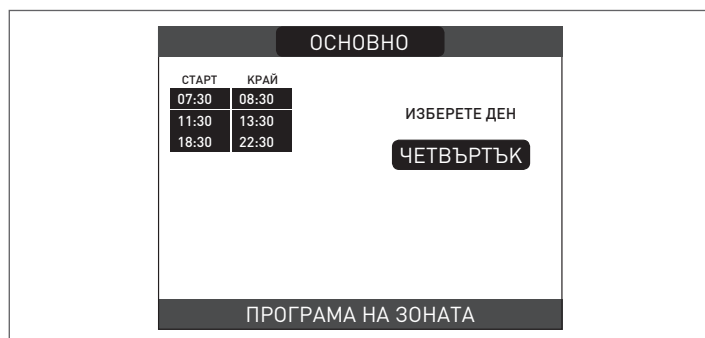 ОСНОВНО
СТАРТ КРАЙ
07:30 08:30
11:30 13:30
18:30 22:30
ИЗБЕРЕТЕ ДЕН
ЧЕТВЪРТЪК
ПРОГРАМА НА ЗОНАТА